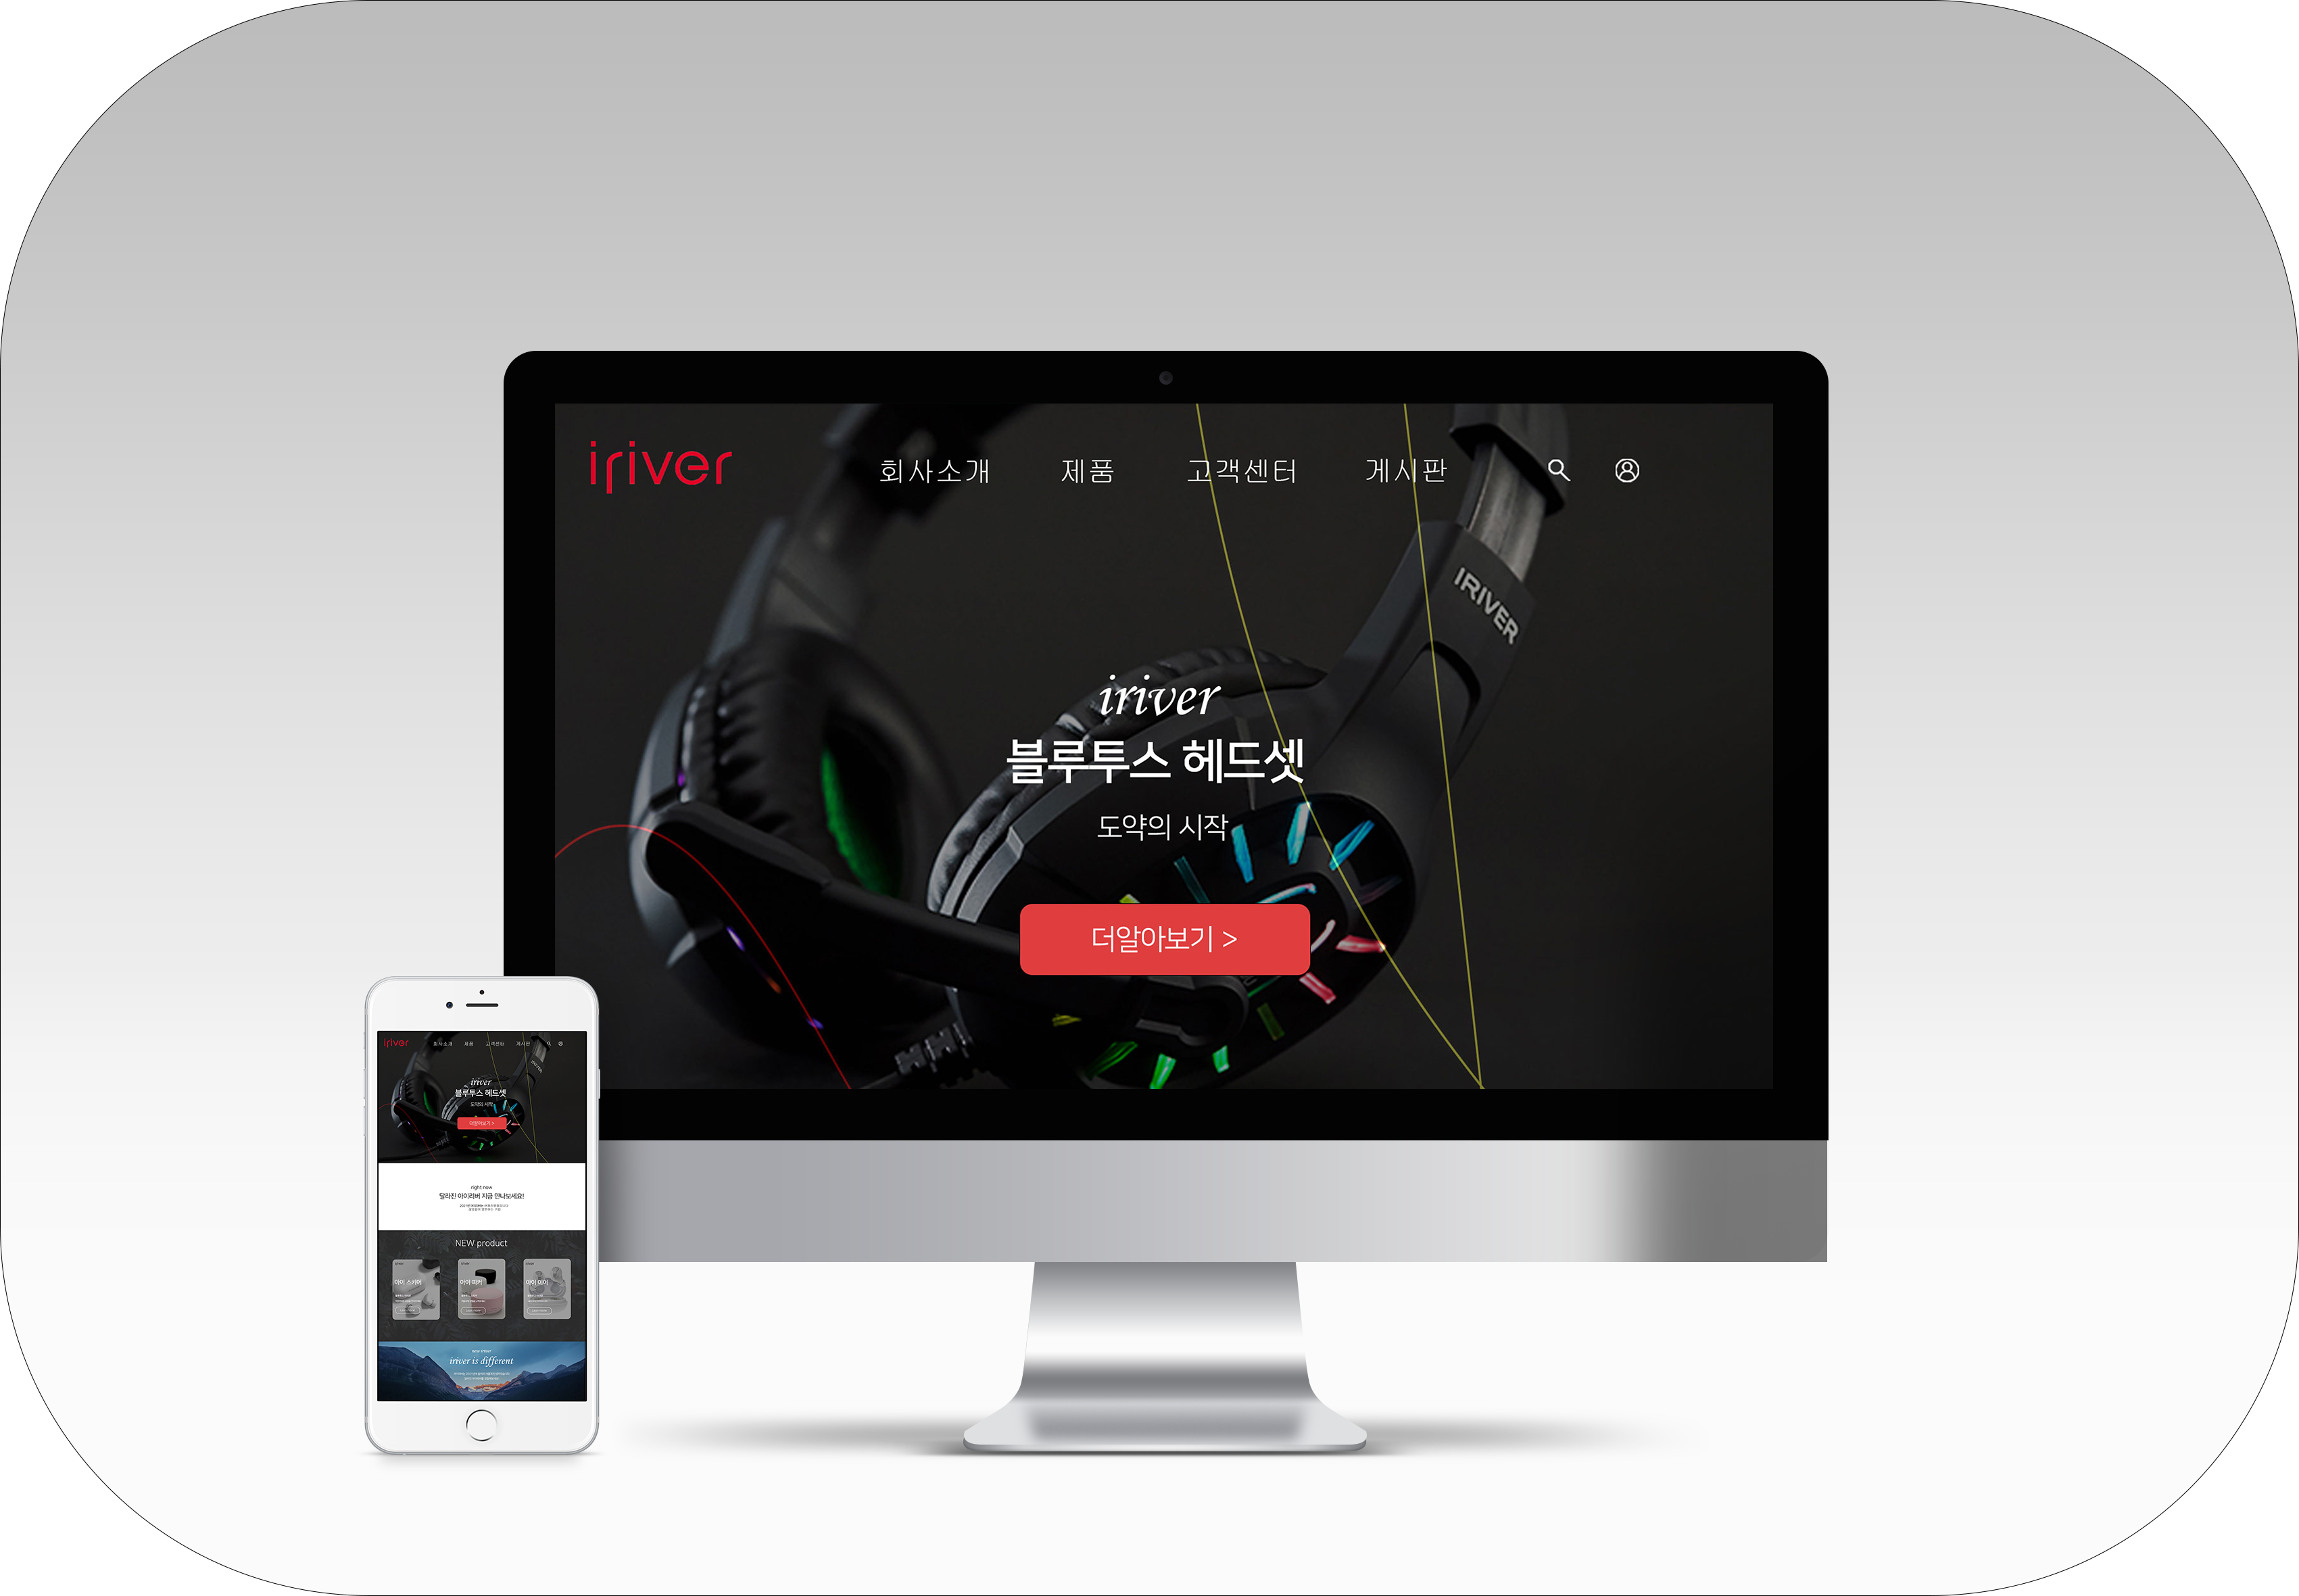 iriver 회사소개 제품 고객센터 게시판
IRIVER
iriver
블루투스 헤드셋
도약의 시작
더알아보기 >
iriver 회사소개 제품 고객센터 게시판
iriver
블루투스 헤드셋
도약의 시작
더알아보기 >
right now
달라진 아이리버 지금 만나보세요!
NEW product
아이 스카이 아이 피커 아이 이어
new iriver
iriver is different